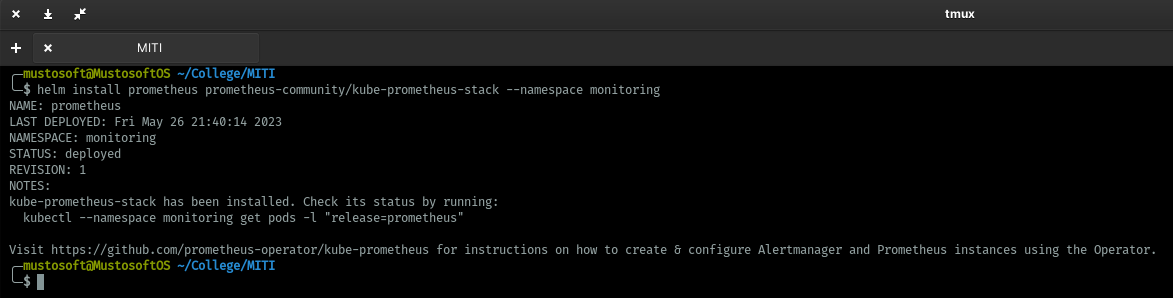 tmux
MITI
mustosoft@MustosoftOS ~/College/MITI
$ helm install prometheus prometheus-community/kube-prometheus-stack --namespace monitoring
NAME: prometheus
LAST DEPLOYED: Fri May 26 21:40:14 2023
NAMESPACE: monitoring
STATUS: deployed
REVISION: 1
NOTES:
kube-prometheus-stack has been installed. Check its status by running:
  kubectl --namespace monitoring get pods -l "release=prometheus"
Visit https://github.com/prometheus-operator/kube-prometheus for instructions on how to create & configure Alertmanager and Prometheus instances using the Operator.
mustosoft@MustosoftOS ~/College/MITI
$